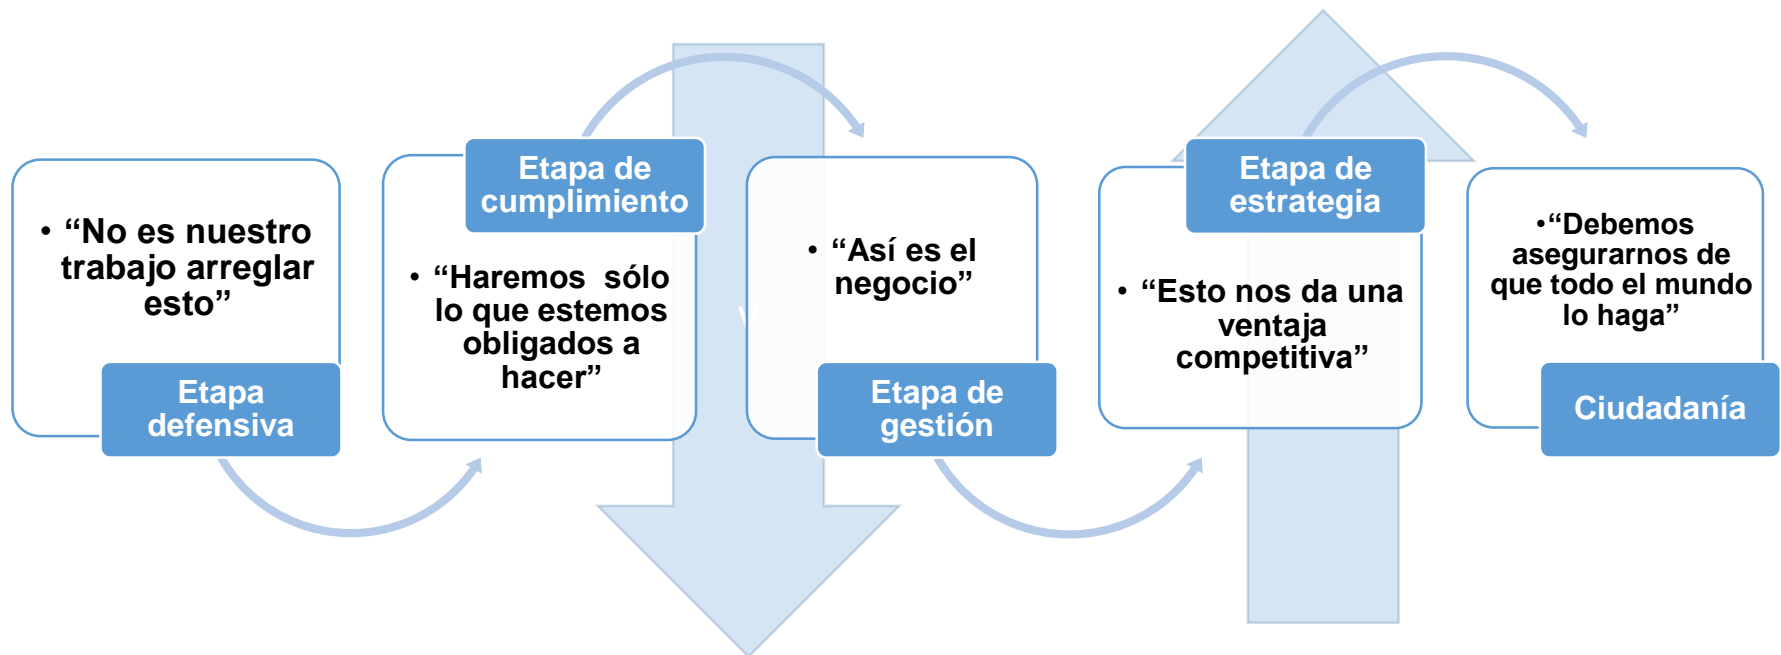 • “No es nuestro
trabajo arreglar
esto”
Etapa
defensiva
Etapa de
cumplimiento
• “Haremos sólo
lo que estemos
obligados a
hacer”
• “Así es el
negocio”
Etapa de
gestión
Etapa de
estrategia
• “Esto nos da una
ventaja
competitiva”
•“Debemos
asegurarnos de
que todo el mundo
lo haga”
Ciudadanía